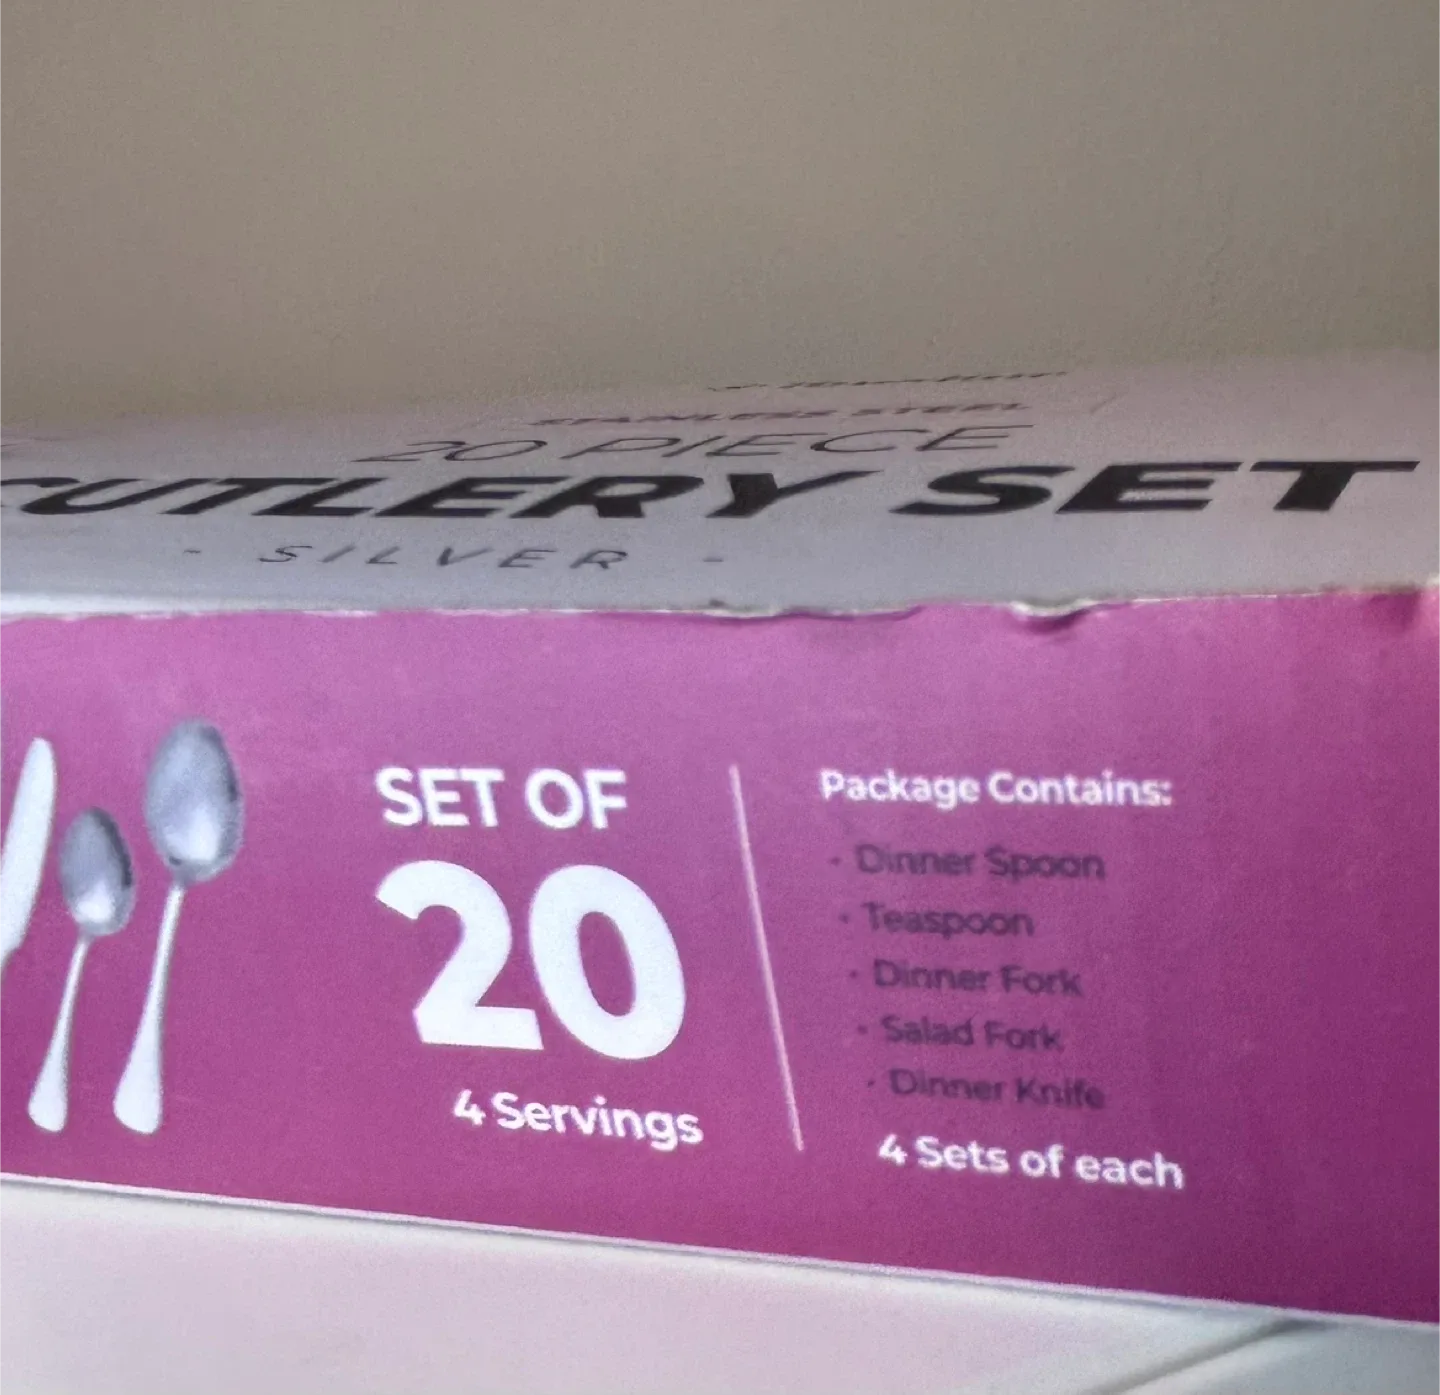 STAINLESS STEEL
20 PIECE
CUTLERY SET
- SILVER -
SET OF
20
4 Servings
Package Contains:
· Dinner Spoon
· Teaspoon
· Dinner Fork
· Salad Fork
· Dinner Knife
4 Sets of each